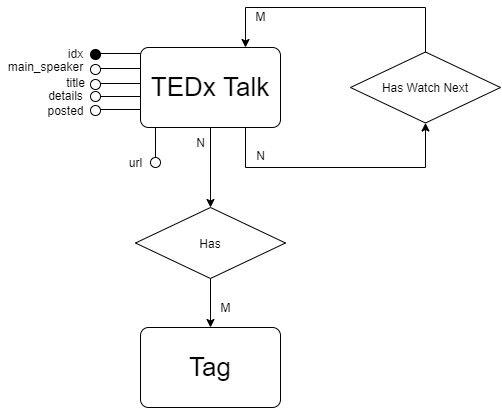 M
idx
main_speaker
title
details
posted
TEDx Talk
Has Watch Next
N
N
url
Has
M
Tag